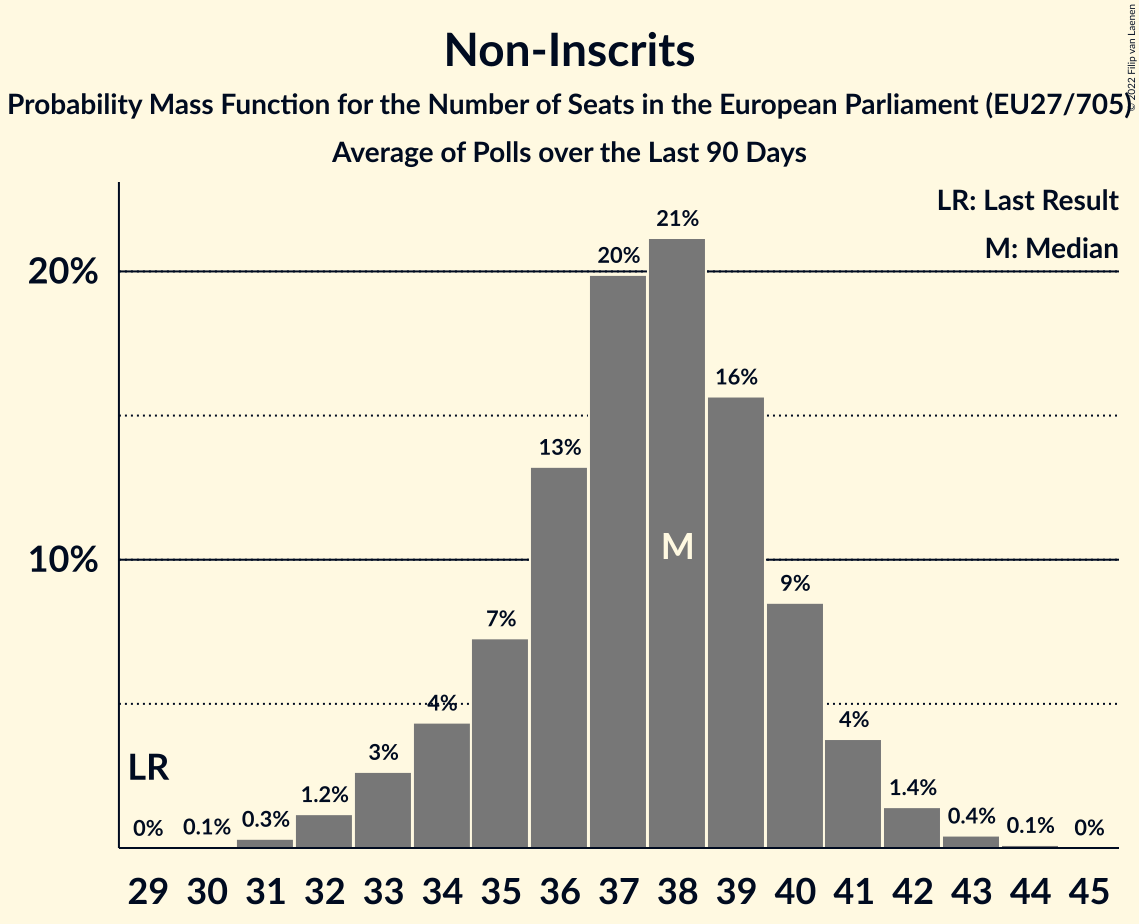 Non-Inscrits
Probability Mass Function for the Number of Seats in the European Parliament (EU27/705)
Average of Polls over the Last 90 Days
© 2022 Filip van Laenen
LR: Last Result
M: Median
20%
10%
LR
M
0%
0.1%
0.3%
1.2%
3%
4%
7%
13%
20%
21%
16%
9%
4%
1.4%
0.4%
0.1%
0%
29 30 31 32 33 34 35 36 37 38 39 40 41 42 43 44 45